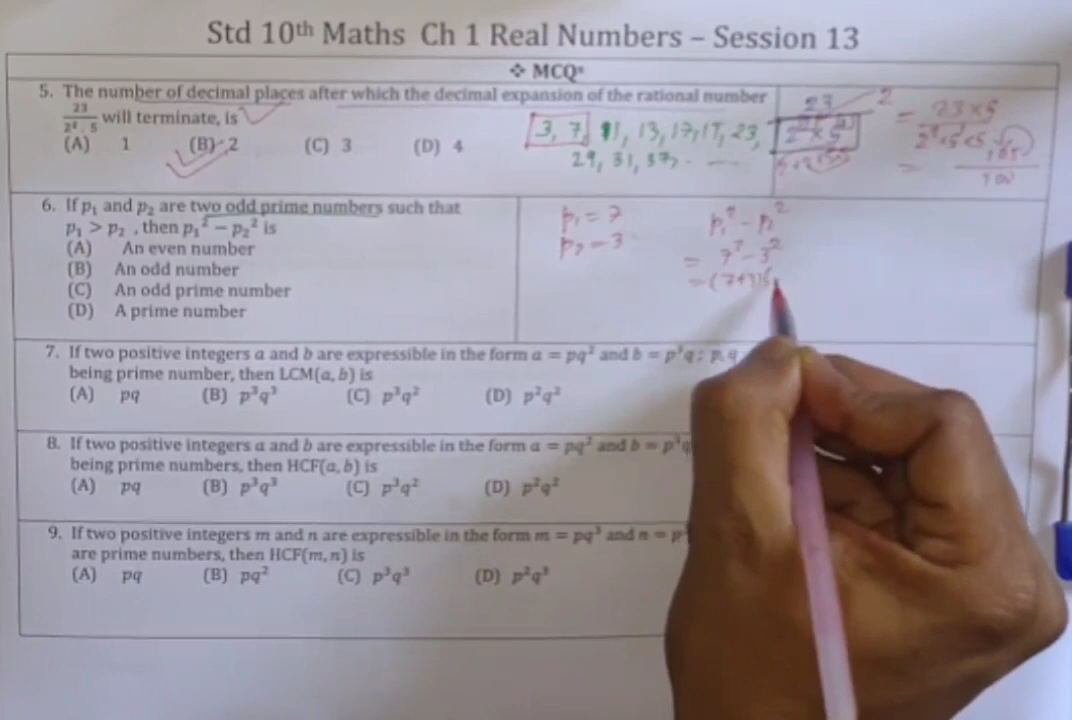 Std 10th Maths Ch 1 Real Numbers – Session 13
❖ MCQs
5. The number of decimal places after which the decimal expansion of the rational number
23/2² . 5 will terminate, is
(A) 1 (B) 2 (C) 3 (D) 4
3, 7, 11, 13, 17, 19, 23,
29, 31, 37, ....
23
2
= 23 × 5
=
100
6. If p₁ and p₂ are two odd prime numbers such that
p₁ > p₂ , then p₁² – p₂² is
(A) An even number
(B) An odd number
(C) An odd prime number
(D) A prime number
p₁ = 7
p₂ = 3
p₁² – p₂²
= 7² – 3²
= (7+3)(
7. If two positive integers a and b are expressible in the form a = pq² and b = p³q ; p, q
being prime number, then LCM(a, b) is
(A) pq (B) p³q³ (C) p³q² (D) p²q²
8. If two positive integers a and b are expressible in the form a = pq² and b = p³q
being prime numbers, then HCF(a, b) is
(A) pq (B) p³q³ (C) p³q² (D) p²q²
9. If two positive integers m and n are expressible in the form m = pq³ and n = p
are prime numbers, then HCF(m, n) is
(A) pq (B) pq² (C) p³q³ (D) p²q³